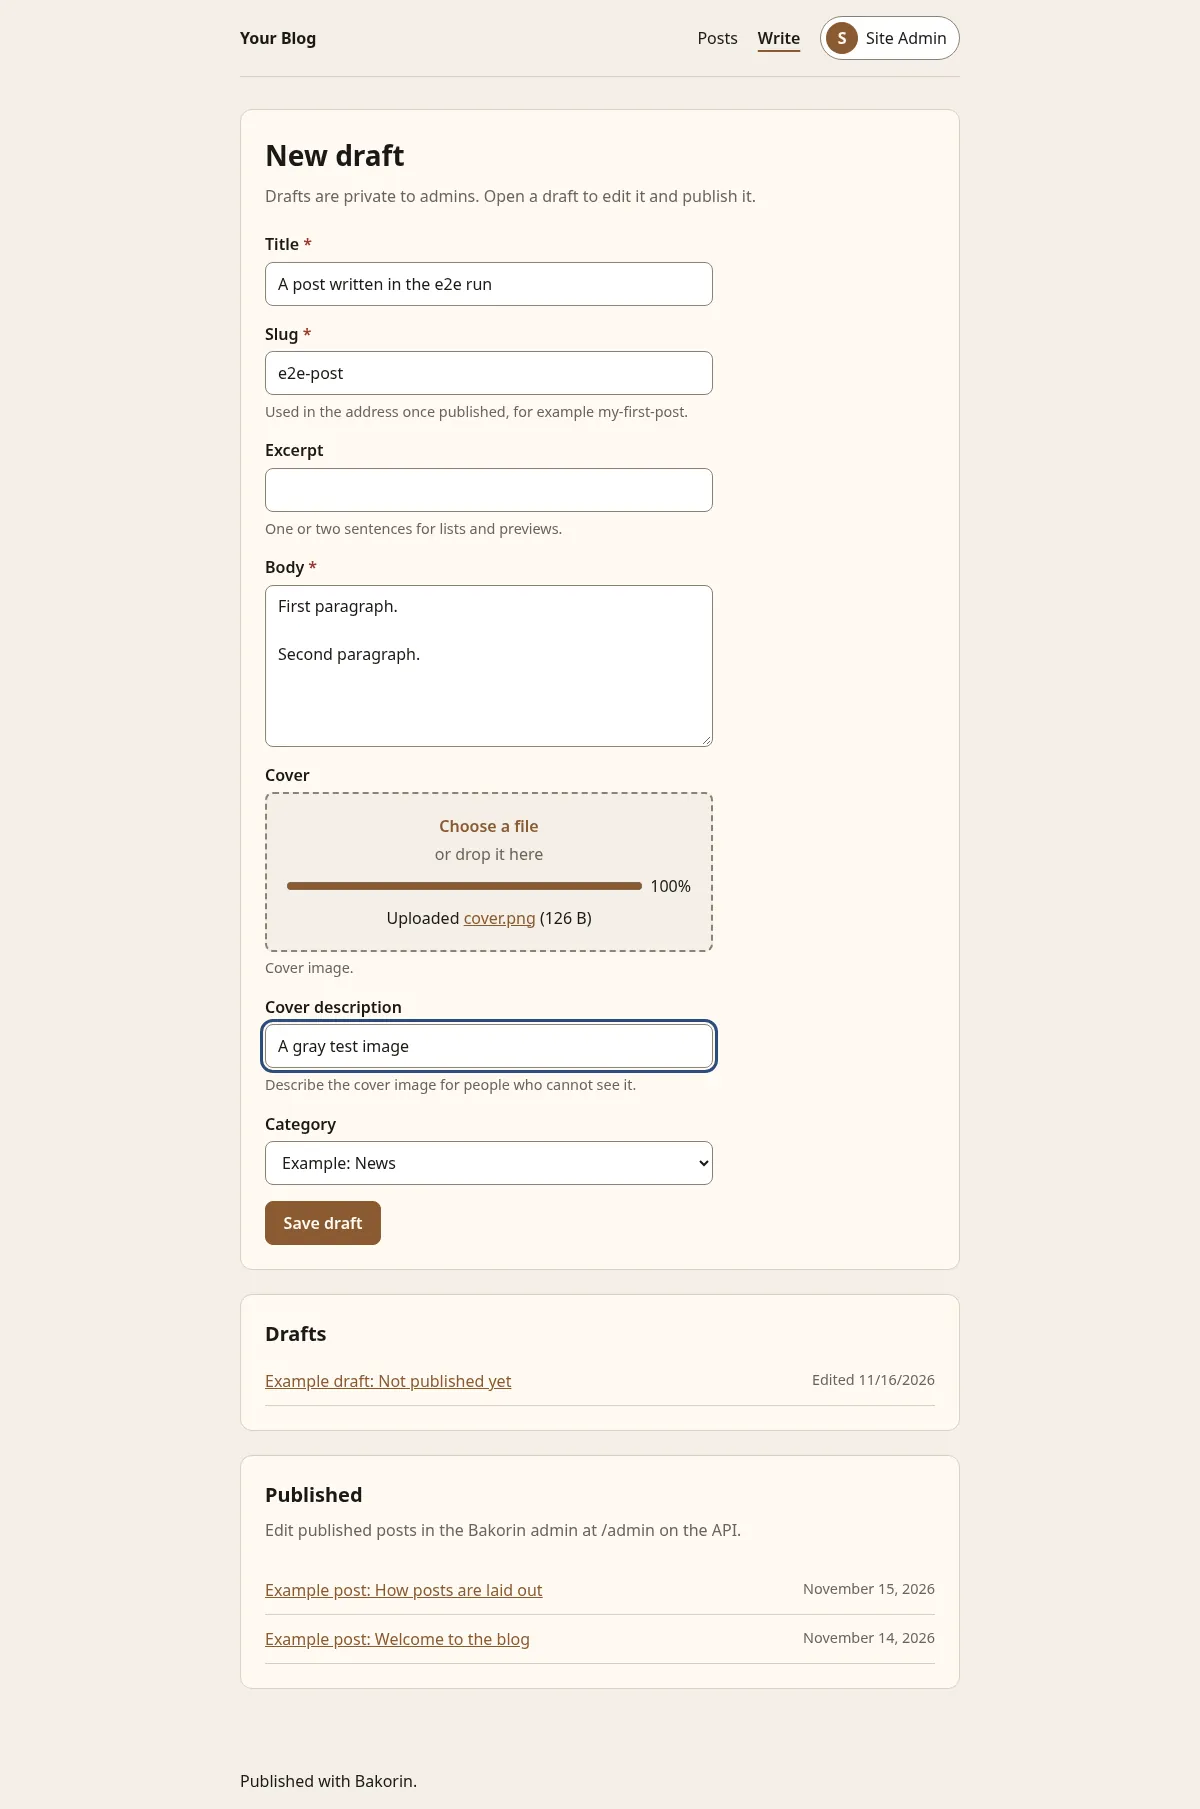 Your Blog
Posts
Write
S
Site Admin
New draft
Drafts are private to admins. Open a draft to edit it and publish it.
Title *
A post written in the e2e run
Slug *
e2e-post
Used in the address once published, for example my-first-post.
Excerpt
One or two sentences for lists and previews.
Body *
First paragraph.
Second paragraph.
Cover
Choose a file
or drop it here
100%
Uploaded cover.png (126 B)
Cover image.
Cover description
A gray test image
Describe the cover image for people who cannot see it.
Category
Example: News
Save draft
Drafts
Example draft: Not published yet
Edited 11/16/2026
Published
Edit published posts in the Bakorin admin at /admin on the API.
Example post: How posts are laid out
November 15, 2026
Example post: Welcome to the blog
November 14, 2026
Published with Bakorin.